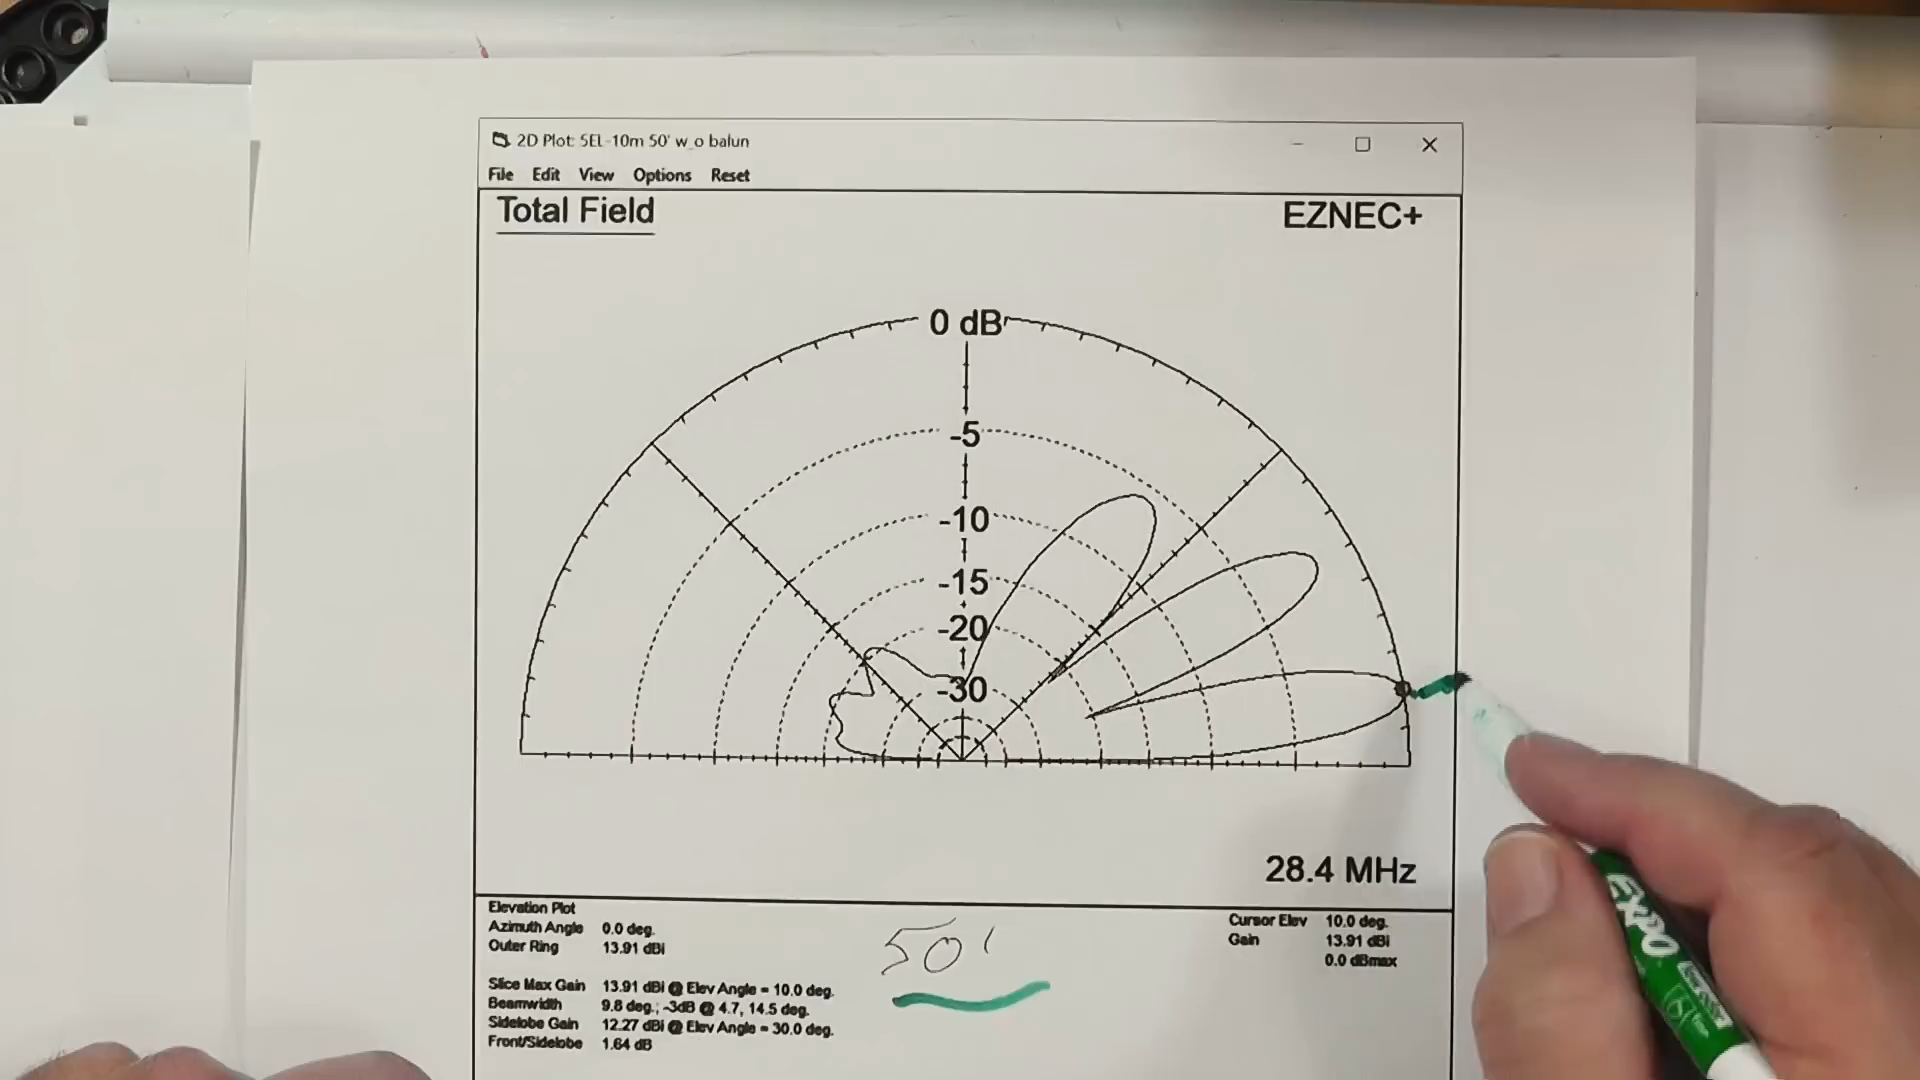 2D Plot: 5EL-10m 50' w_o balun
File Edit View Options Reset
Total Field
EZNEC+
0 dB
-5
-10
-15
-20
-30
28.4 MHz
Elevation Plot
Azimuth Angle 0.0 deg.
Outer Ring 13.91 dBi
Cursor Elev 10.0 deg.
Gain 13.91 dBi
0.0 dBmax
50'
Slice Max Gain 13.91 dBi @ Elev Angle = 10.0 deg.
Beamwidth 9.8 deg.; -3dB @ 4.7, 14.5 deg.
Sidelobe Gain 12.27 dBi @ Elev Angle = 30.0 deg.
Front/Sidelobe 1.64 dB
EXPO